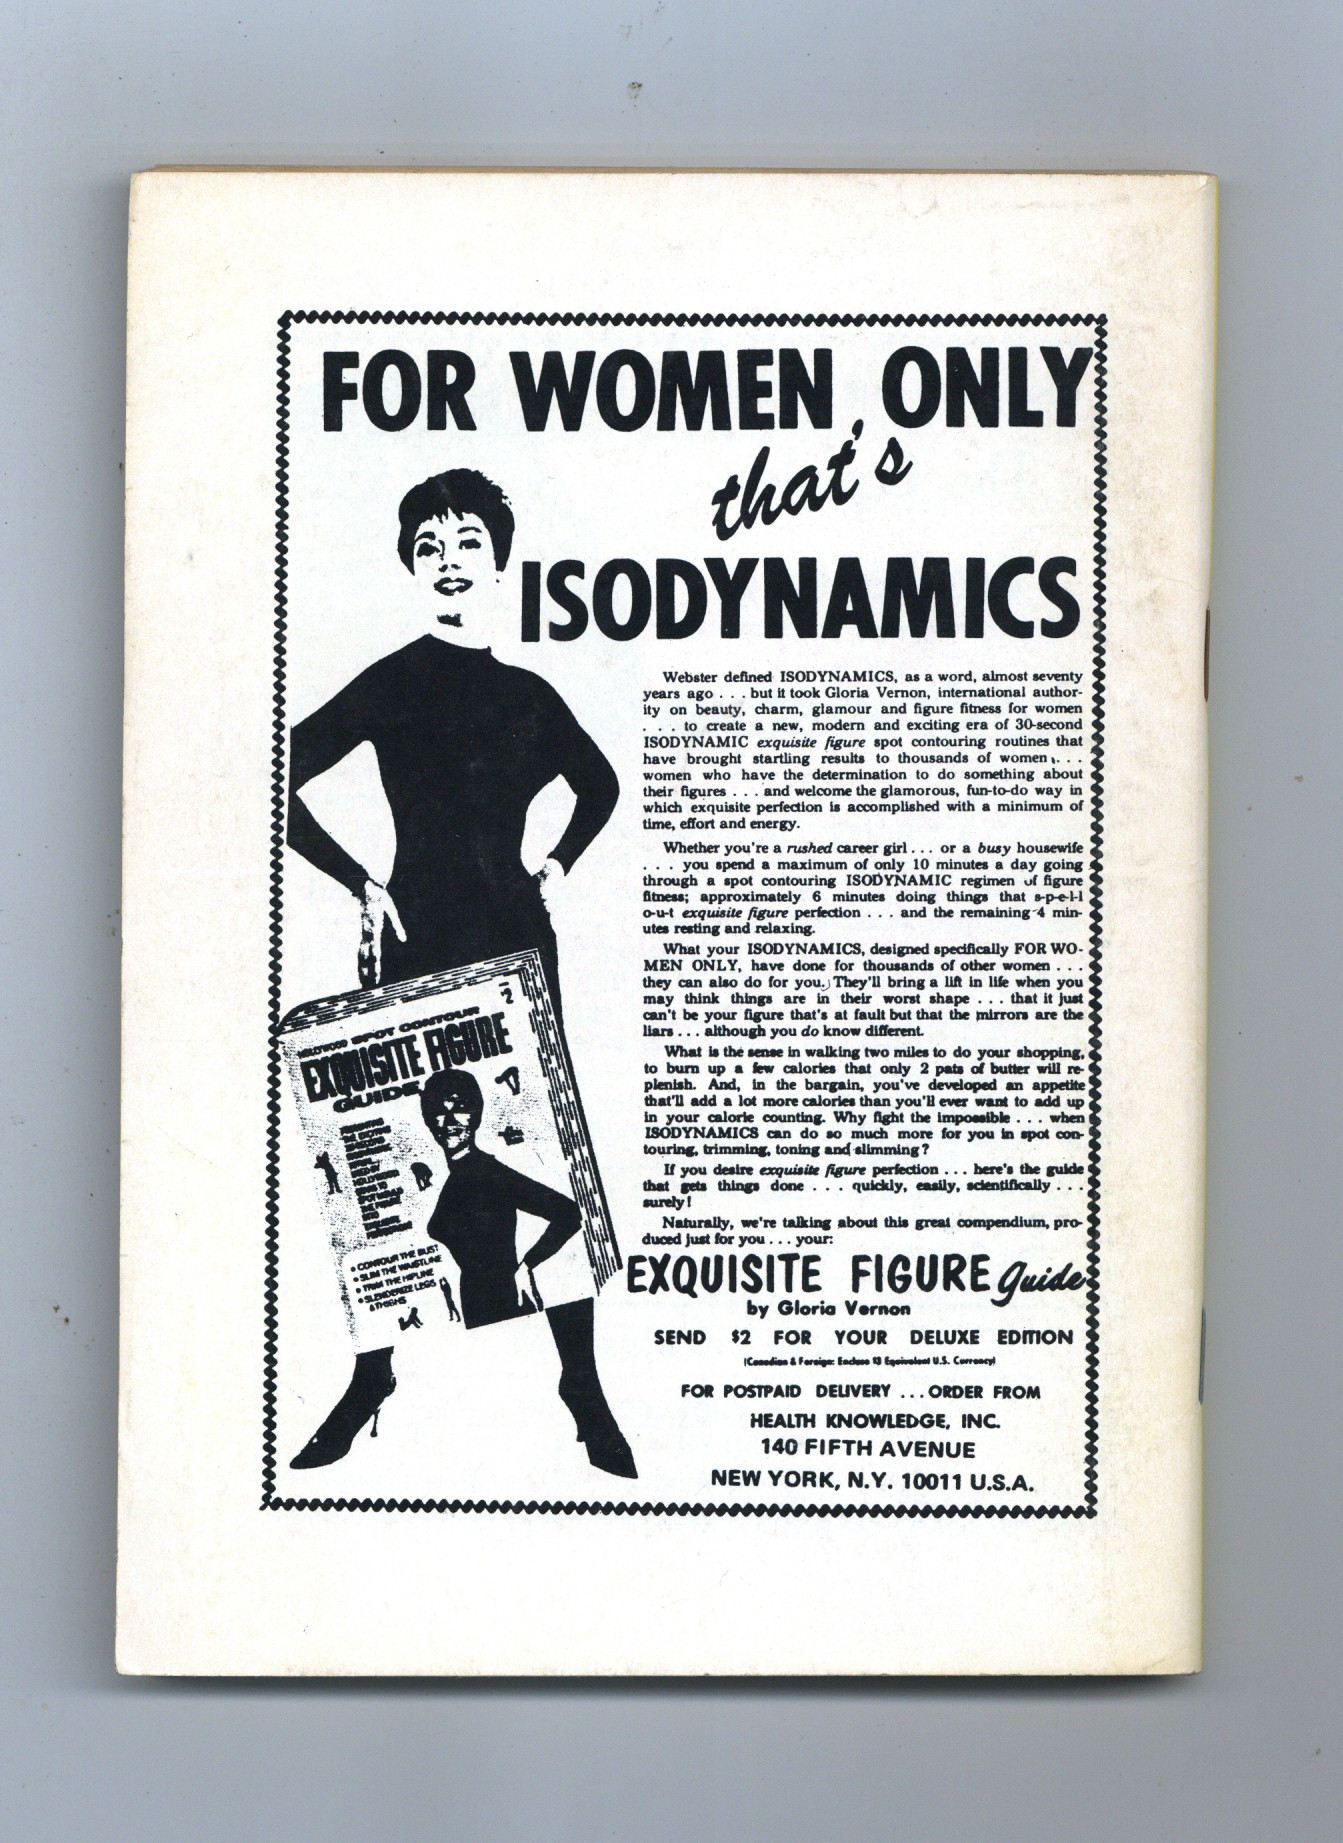 FOR WOMEN ONLY
that's
ISODYNAMICS
Webster defined ISODYNAMICS, as a word, almost seventy
years ago . . . but it took Gloria Vernon, international author-
ity on beauty, charm, glamour and figure fitness for women
. . . to create a new, modern and exciting era of 30-second
ISODYNAMIC exquisite figure spot contouring routines that
have brought startling results to thousands of women . . .
women who have the determination to do something about
their figures . . . and welcome the glamorous, fun-to-do way in
which exquisite perfection is accomplished with a minimum of
time, effort and energy.
Whether you're a rushed career girl . . . or a busy housewife
. . . you spend a maximum of only 10 minutes a day going
through a spot contouring ISODYNAMIC regimen of figure
fitness; approximately 6 minutes doing things that s-p-e-l-l
o-u-t exquisite figure perfection . . . and the remaining 4 min-
utes resting and relaxing.
What your ISODYNAMICS, designed specifically FOR WO-
MEN ONLY, have done for thousands of other women . . .
they can also do for you. They'll bring a lift in life when you
may think things are in their worst shape . . . that it just
can't be your figure that's at fault but that the mirrors are the
liars . . . although you do know different.
What is the sense in walking two miles to do your shopping,
to burn up a few calories that only 2 pats of butter will re-
plenish. And, in the bargain, you've developed an appetite
that'll add a lot more calories than you'll ever want to add up
in your calorie counting. Why fight the impossible . . . when
ISODYNAMICS can do so much more for you in spot con-
touring, trimming, toning and slimming?
If you desire exquisite figure perfection . . . here's the guide
that gets things done . . . quickly, easily, scientifically . . .
surely!
Naturally, we're talking about this great compendium, pro-
duced just for you . . . your:
EXQUISITE FIGURE guide
by Gloria Vernon
SEND $2 FOR YOUR DELUXE EDITION
(Canadian & Foreign: Enclose $3 Equivalent U.S. Currency)
FOR POSTPAID DELIVERY . . . ORDER FROM
HEALTH KNOWLEDGE, INC.
140 FIFTH AVENUE
NEW YORK, N.Y. 10011 U.S.A.
$2
HOLLYWOOD SPOT CONTOUR
EXQUISITE FIGURE
GUIDE
• CONTOUR THE BUST
• SLIM THE WAISTLINE
• TRIM THE HIPLINE
• SLENDERIZE LEGS
& THIGHS